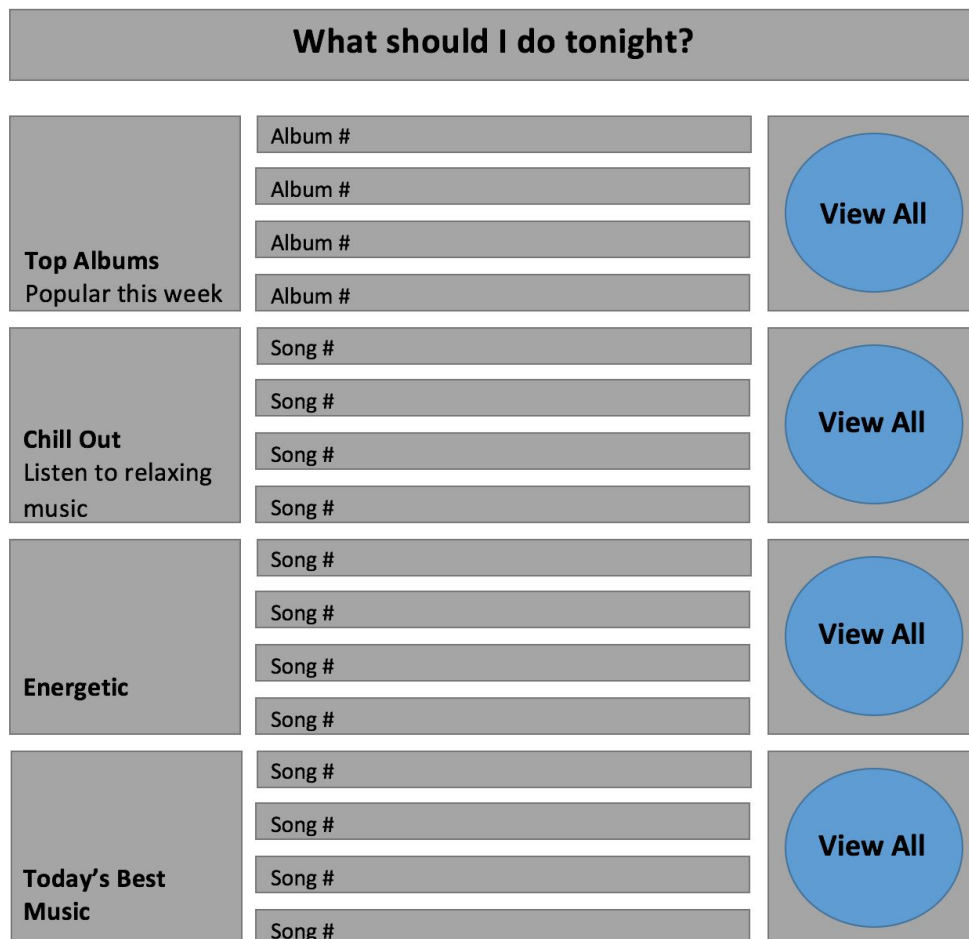 What should I do tonight?
Top Albums
Popular this week
Album #
Album #
Album #
Album #
View All
Chill Out
Listen to relaxing
music
Song #
Song #
Song #
Song #
View All
Energetic
Song #
Song #
Song #
Song #
View All
Today’s Best
Music
Song #
Song #
Song #
Song #
View All